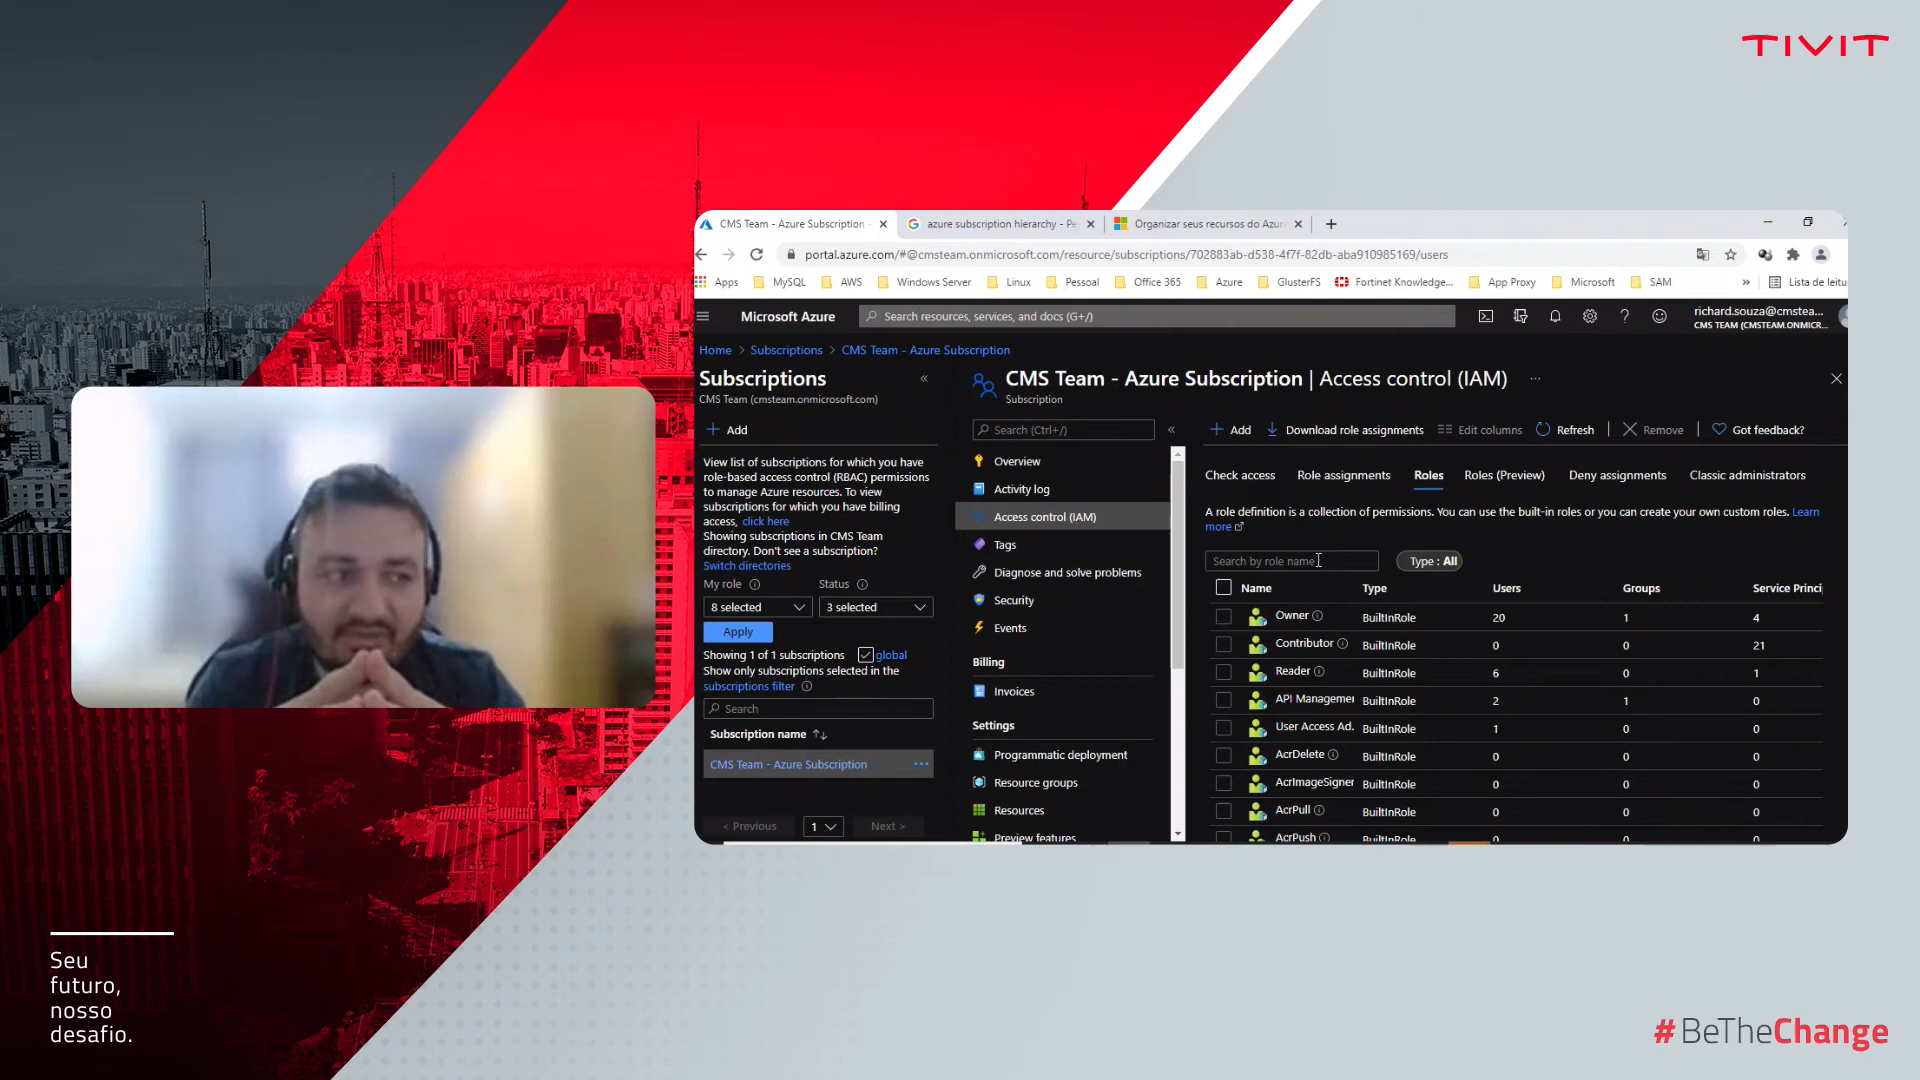 TIVIT
CMS Team - Azure Subscription -
azure subscription hierarchy - Pe
Organizar seus recursos do Azure
portal.azure.com/#@cmsteam.onmicrosoft.com/resource/subscriptions/702883ab-d538-4f7f-82db-aba910985169/users
Apps MySQL AWS Windows Server Linux Pessoal Office 365 Azure GlusterFS Fortinet Knowledge... App Proxy Microsoft SAM » Lista de leitu
Microsoft Azure
Search resources, services, and docs (G+/)
richard.souza@cmstea...
CMS TEAM (CMSTEAM.ONMICR...
Home > Subscriptions > CMS Team - Azure Subscription
Subscriptions
CMS Team (cmsteam.onmicrosoft.com)
+ Add
View list of subscriptions for which you have
role-based access control (RBAC) permissions
to manage Azure resources. To view
subscriptions for which you have billing
access, click here
Showing subscriptions in CMS Team
directory. Don't see a subscription?
Switch directories
My role Status
8 selected 3 selected
Apply
Showing 1 of 1 subscriptions global
Show only subscriptions selected in the
subscriptions filter
Search
Subscription name
CMS Team - Azure Subscription ...
< Previous 1 Next >
CMS Team - Azure Subscription | Access control (IAM) ...
Subscription
Search (Ctrl+/)
Overview
Activity log
Access control (IAM)
Tags
Diagnose and solve problems
Security
Events
Billing
Invoices
Settings
Programmatic deployment
Resource groups
Resources
Preview features
+ Add Download role assignments Edit columns Refresh Remove Got feedback?
Check access Role assignments Roles Roles (Preview) Deny assignments Classic administrators
A role definition is a collection of permissions. You can use the built-in roles or you can create your own custom roles. Learn
more
Search by role name Type : All
Name Type Users Groups Service Princi
Owner BuiltInRole 20 1 4
Contributor BuiltInRole 0 0 21
Reader BuiltInRole 6 0 1
API Managemer BuiltInRole 2 1 0
User Access Ad. BuiltInRole 1 0 0
AcrDelete BuiltInRole 0 0 0
AcrImageSigner BuiltInRole 0 0 0
AcrPull BuiltInRole 0 0 0
AcrPush BuiltInRole 0 0 0
Seu
futuro,
nosso
desafio.
#BeTheChange